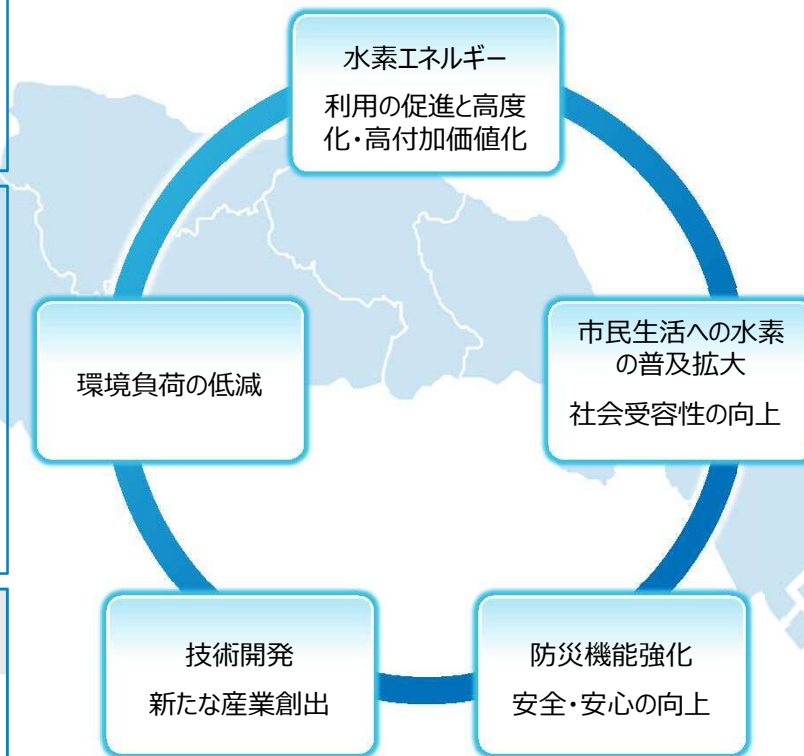 水素エネルギー
利用の促進と高度
化・高付加価値化
市民生活への水素
の普及拡大
社会受容性の向上
環境負荷の低減
技術開発
新たな産業創出
防災機能強化
安全・安心の向上